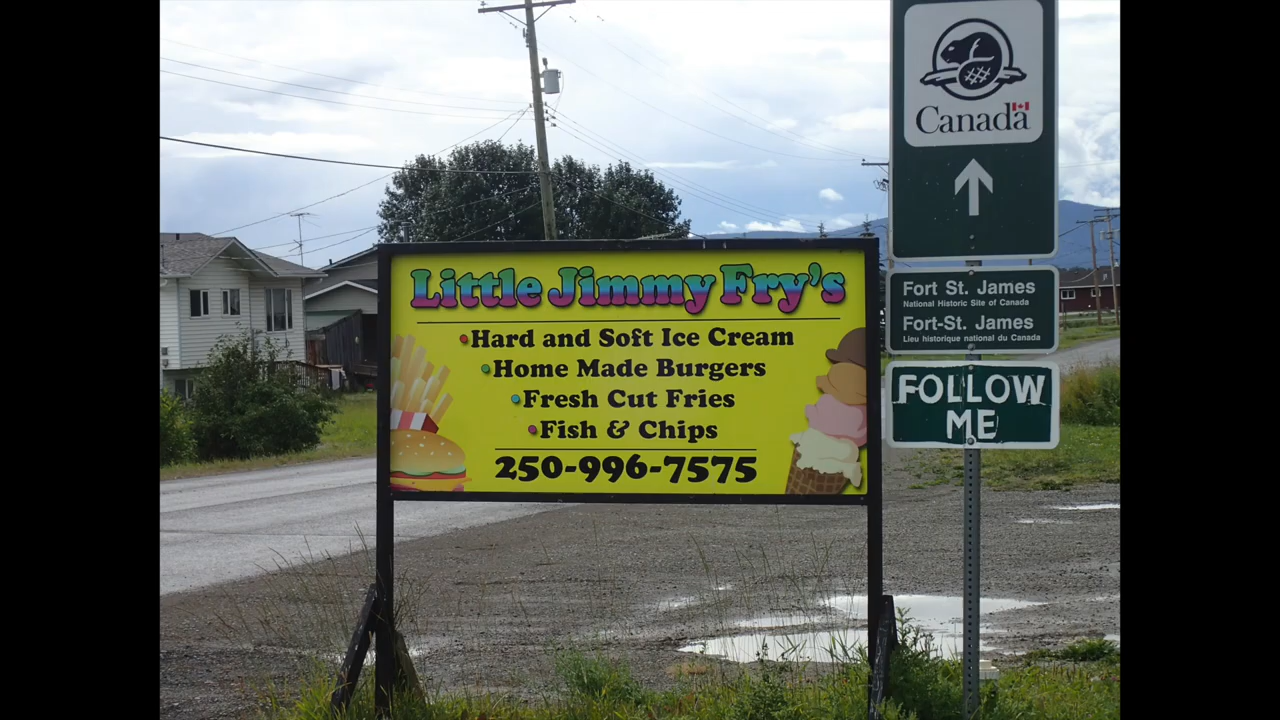 Little Jimmy Fry's
Hard and Soft Ice Cream
Home Made Burgers
Fresh Cut Fries
Fish & Chips
250-996-7575
Canada
Fort St. James
National Historic Site of Canada
Fort-St. James
Lieu historique national du Canada
FOLLOW
ME